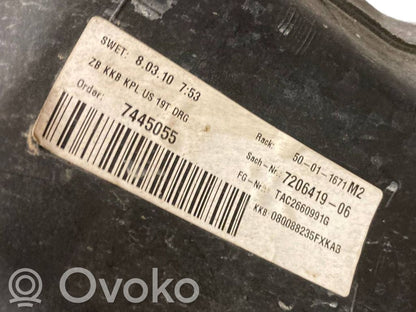 SWET: 8.03.10 7:53
ZB KKB KPL US 19T DRG
Order: 7445055
Rack: 50-01-1671 M2
Sach-Nr: 7206419-06
FG-Nr: TAC2660991G
KKB 08Q088235FXKAB
Ovoko